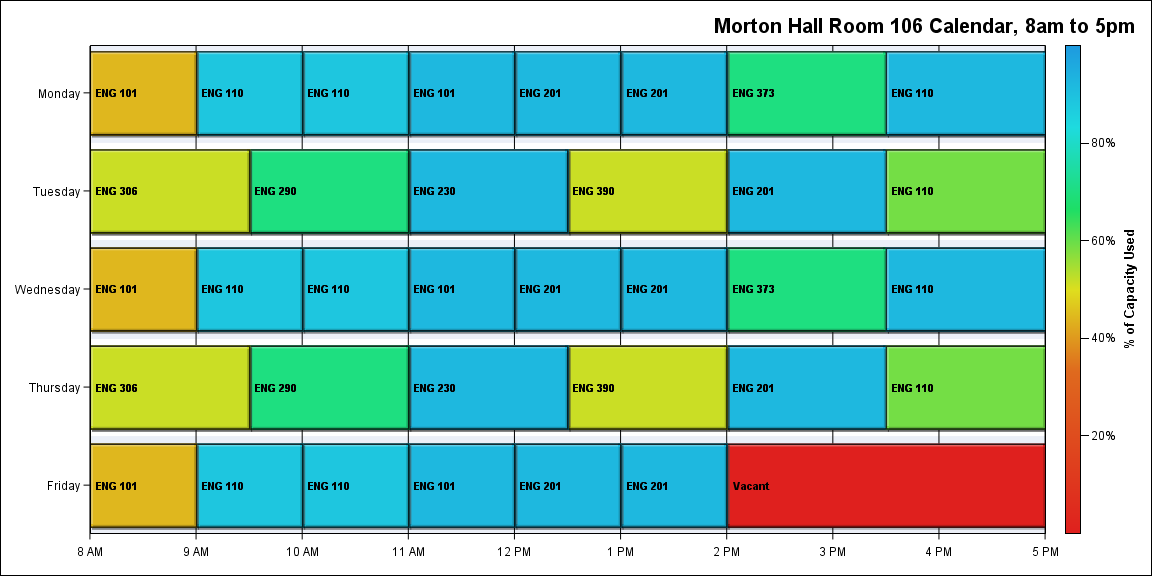 Morton Hall Room 106 Calendar, 8am to 5pm
Monday
ENG 101
ENG 110
ENG 110
ENG 101
ENG 201
ENG 201
ENG 373
ENG 110
Tuesday
ENG 306
ENG 290
ENG 230
ENG 390
ENG 201
ENG 110
Wednesday
ENG 101
ENG 110
ENG 110
ENG 101
ENG 201
ENG 201
ENG 373
ENG 110
Thursday
ENG 306
ENG 290
ENG 230
ENG 390
ENG 201
ENG 110
Friday
ENG 101
ENG 110
ENG 110
ENG 101
ENG 201
ENG 201
Vacant
8 AM
9 AM
10 AM
11 AM
12 PM
1 PM
2 PM
3 PM
4 PM
5 PM
80%
60%
40%
20%
% of Capacity Used